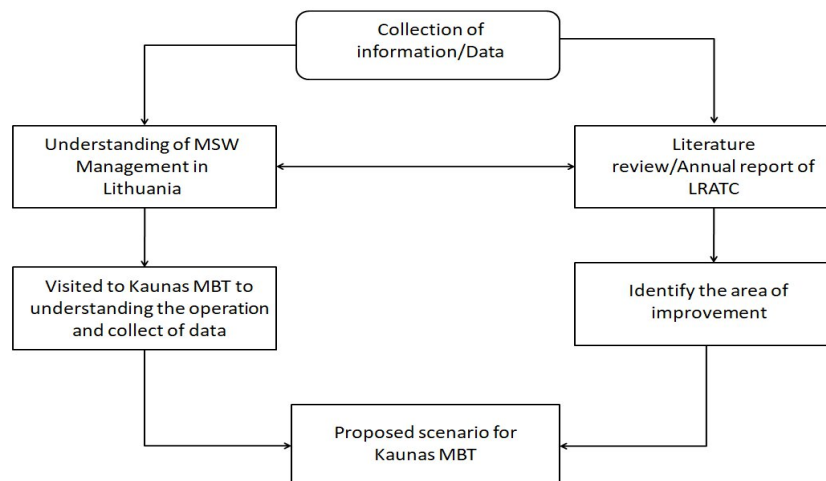 Collection of
information/Data
Understanding of MSW
Management in
Lithuania
Literature
review/Annual report of
LRATC
Visited to Kaunas MBT to
understanding the operation
and collect of data
Identify the area of
improvement
Proposed scenario for
Kaunas MBT